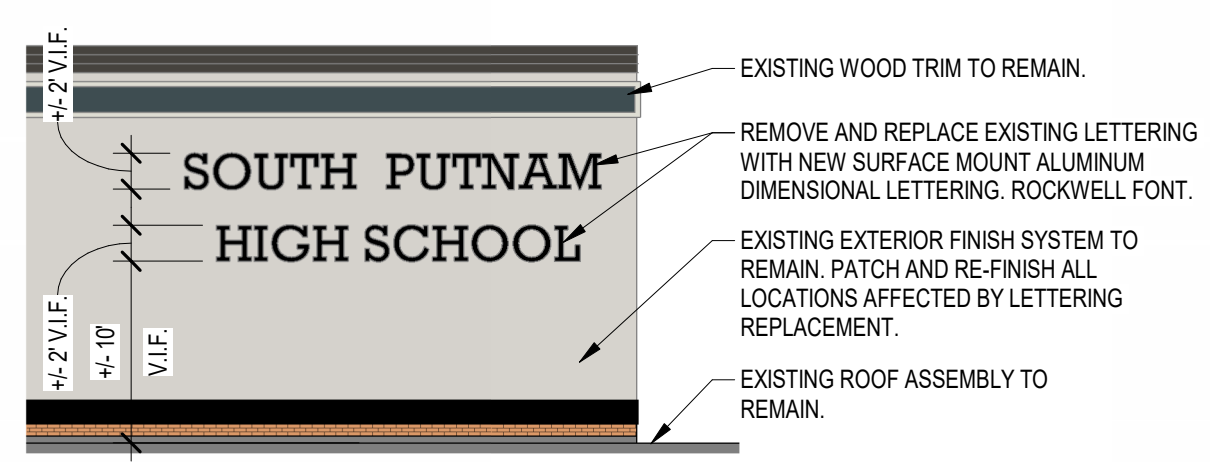 +/- 2' V.I.F.
EXISTING WOOD TRIM TO REMAIN.
SOUTH PUTNAM
HIGH SCHOOL
REMOVE AND REPLACE EXISTING LETTERING
WITH NEW SURFACE MOUNT ALUMINUM
DIMENSIONAL LETTERING. ROCKWELL FONT.
EXISTING EXTERIOR FINISH SYSTEM TO
REMAIN. PATCH AND RE-FINISH ALL
LOCATIONS AFFECTED BY LETTERING
REPLACEMENT.
+/- 2' V.I.F.
+/- 10'
V.I.F.
EXISTING ROOF ASSEMBLY TO
REMAIN.